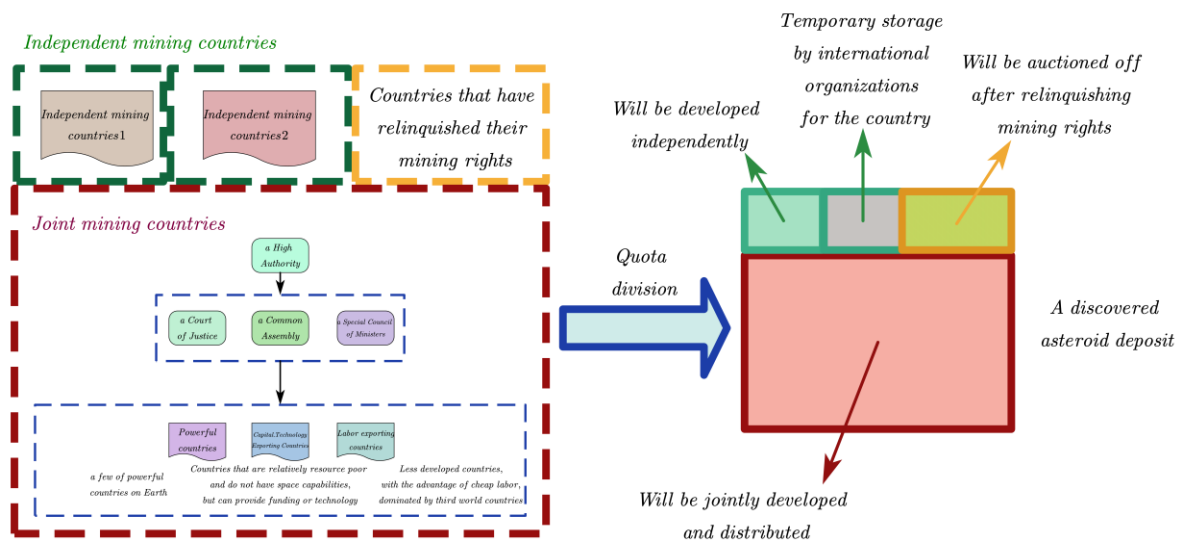 Independent mining countries
Independent mining
countries1
Independent mining
countries2
Countries that have
relinquished their
mining rights
Joint mining countries
a High
Authority
a Court
of Justice
a Common
Assembly
a Special Council
of Ministers
Powerful
countries
Capital,Technology
Exporting Countries
Labor exporting
countries
a few of powerful
countries on Earth
Countries that are relatively resource poor
and do not have space capabilities,
but can provide funding or technology
Less developed countries,
with the advantage of cheap labor,
dominated by third world countries
Quota
division
Will be developed
independently
Temporary storage
by international
organizations
for the country
Will be auctioned off
after relinquishing
mining rights
A discovered
asteroid deposit
Will be jointly developed
and distributed